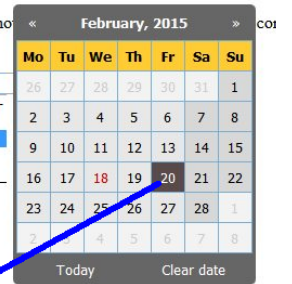 « February, 2015 »
Mo Tu We Th Fr Sa Su
26 27 28 29 30 31 1
2 3 4 5 6 7 8
9 10 11 12 13 14 15
16 17 18 19 20 21 22
23 24 25 26 27 28 1
2 3 4 5 6 7 8
Today Clear date